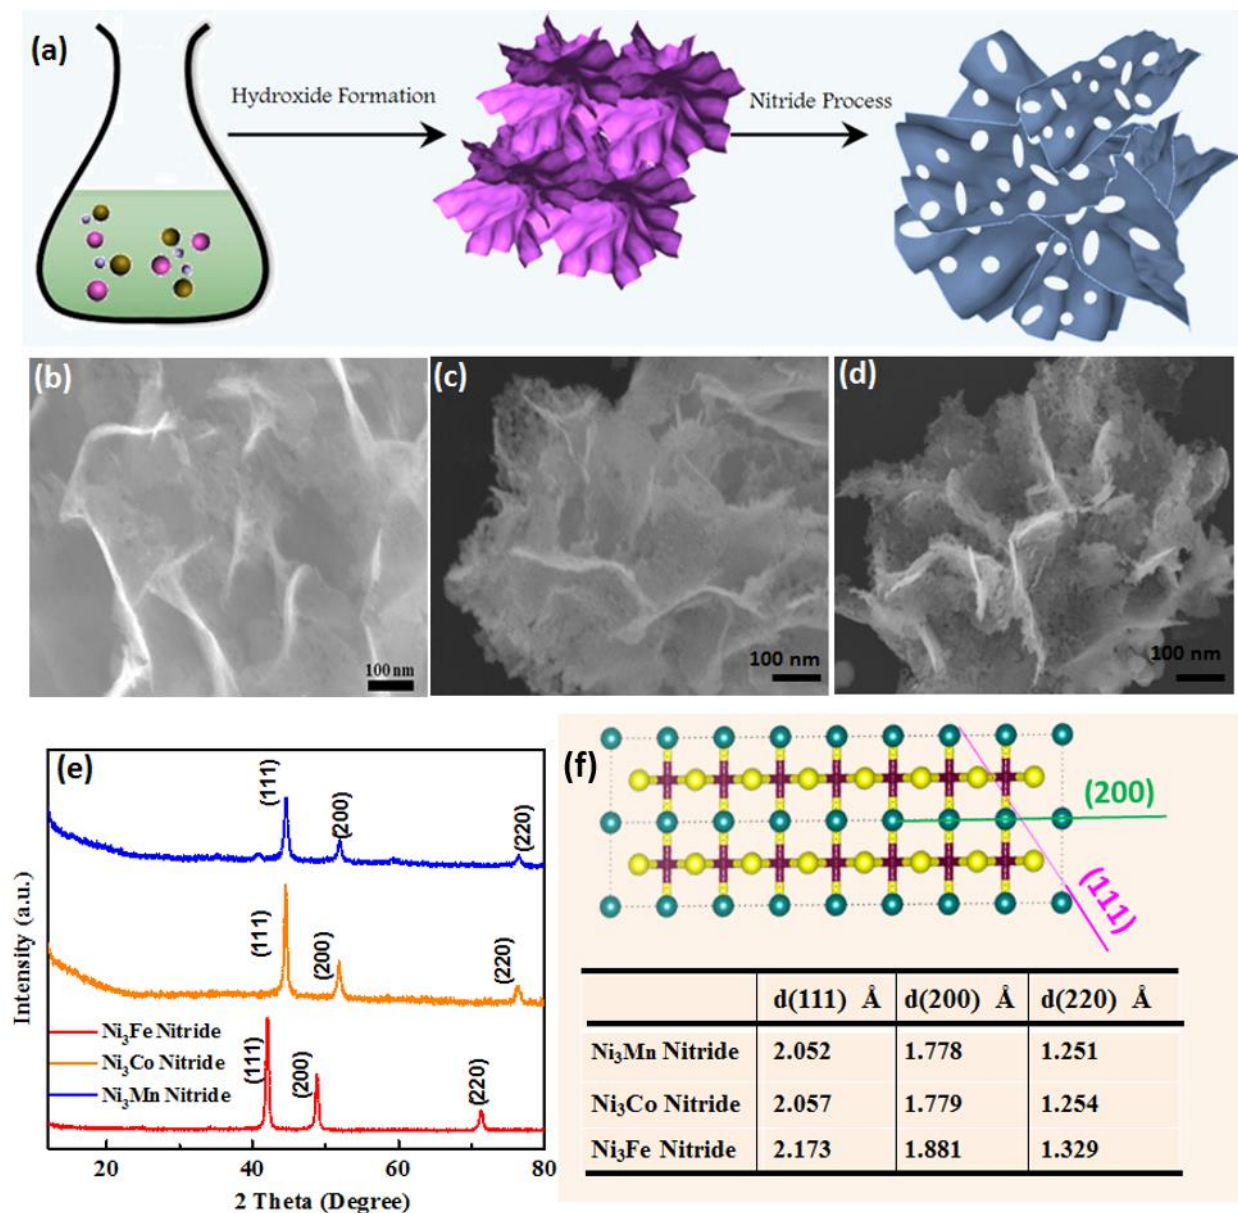 (a)
Hydroxide Formation
Nitride Process
(b)
100 nm
(c)
100 nm
(d)
100 nm
(e)
(111)
(200)
(220)
(111)
(200)
(220)
Ni₃Fe Nitride
Ni₃Co Nitride
Ni₃Mn Nitride
(111)
(200)
(220)
Intensity (a.u.)
20 40 60 80
2 Theta (Degree)
(f)
(200)
(111)
d(111) Å d(200) Å d(220) Å
Ni₃Mn Nitride 2.052 1.778 1.251
Ni₃Co Nitride 2.057 1.779 1.254
Ni₃Fe Nitride 2.173 1.881 1.329